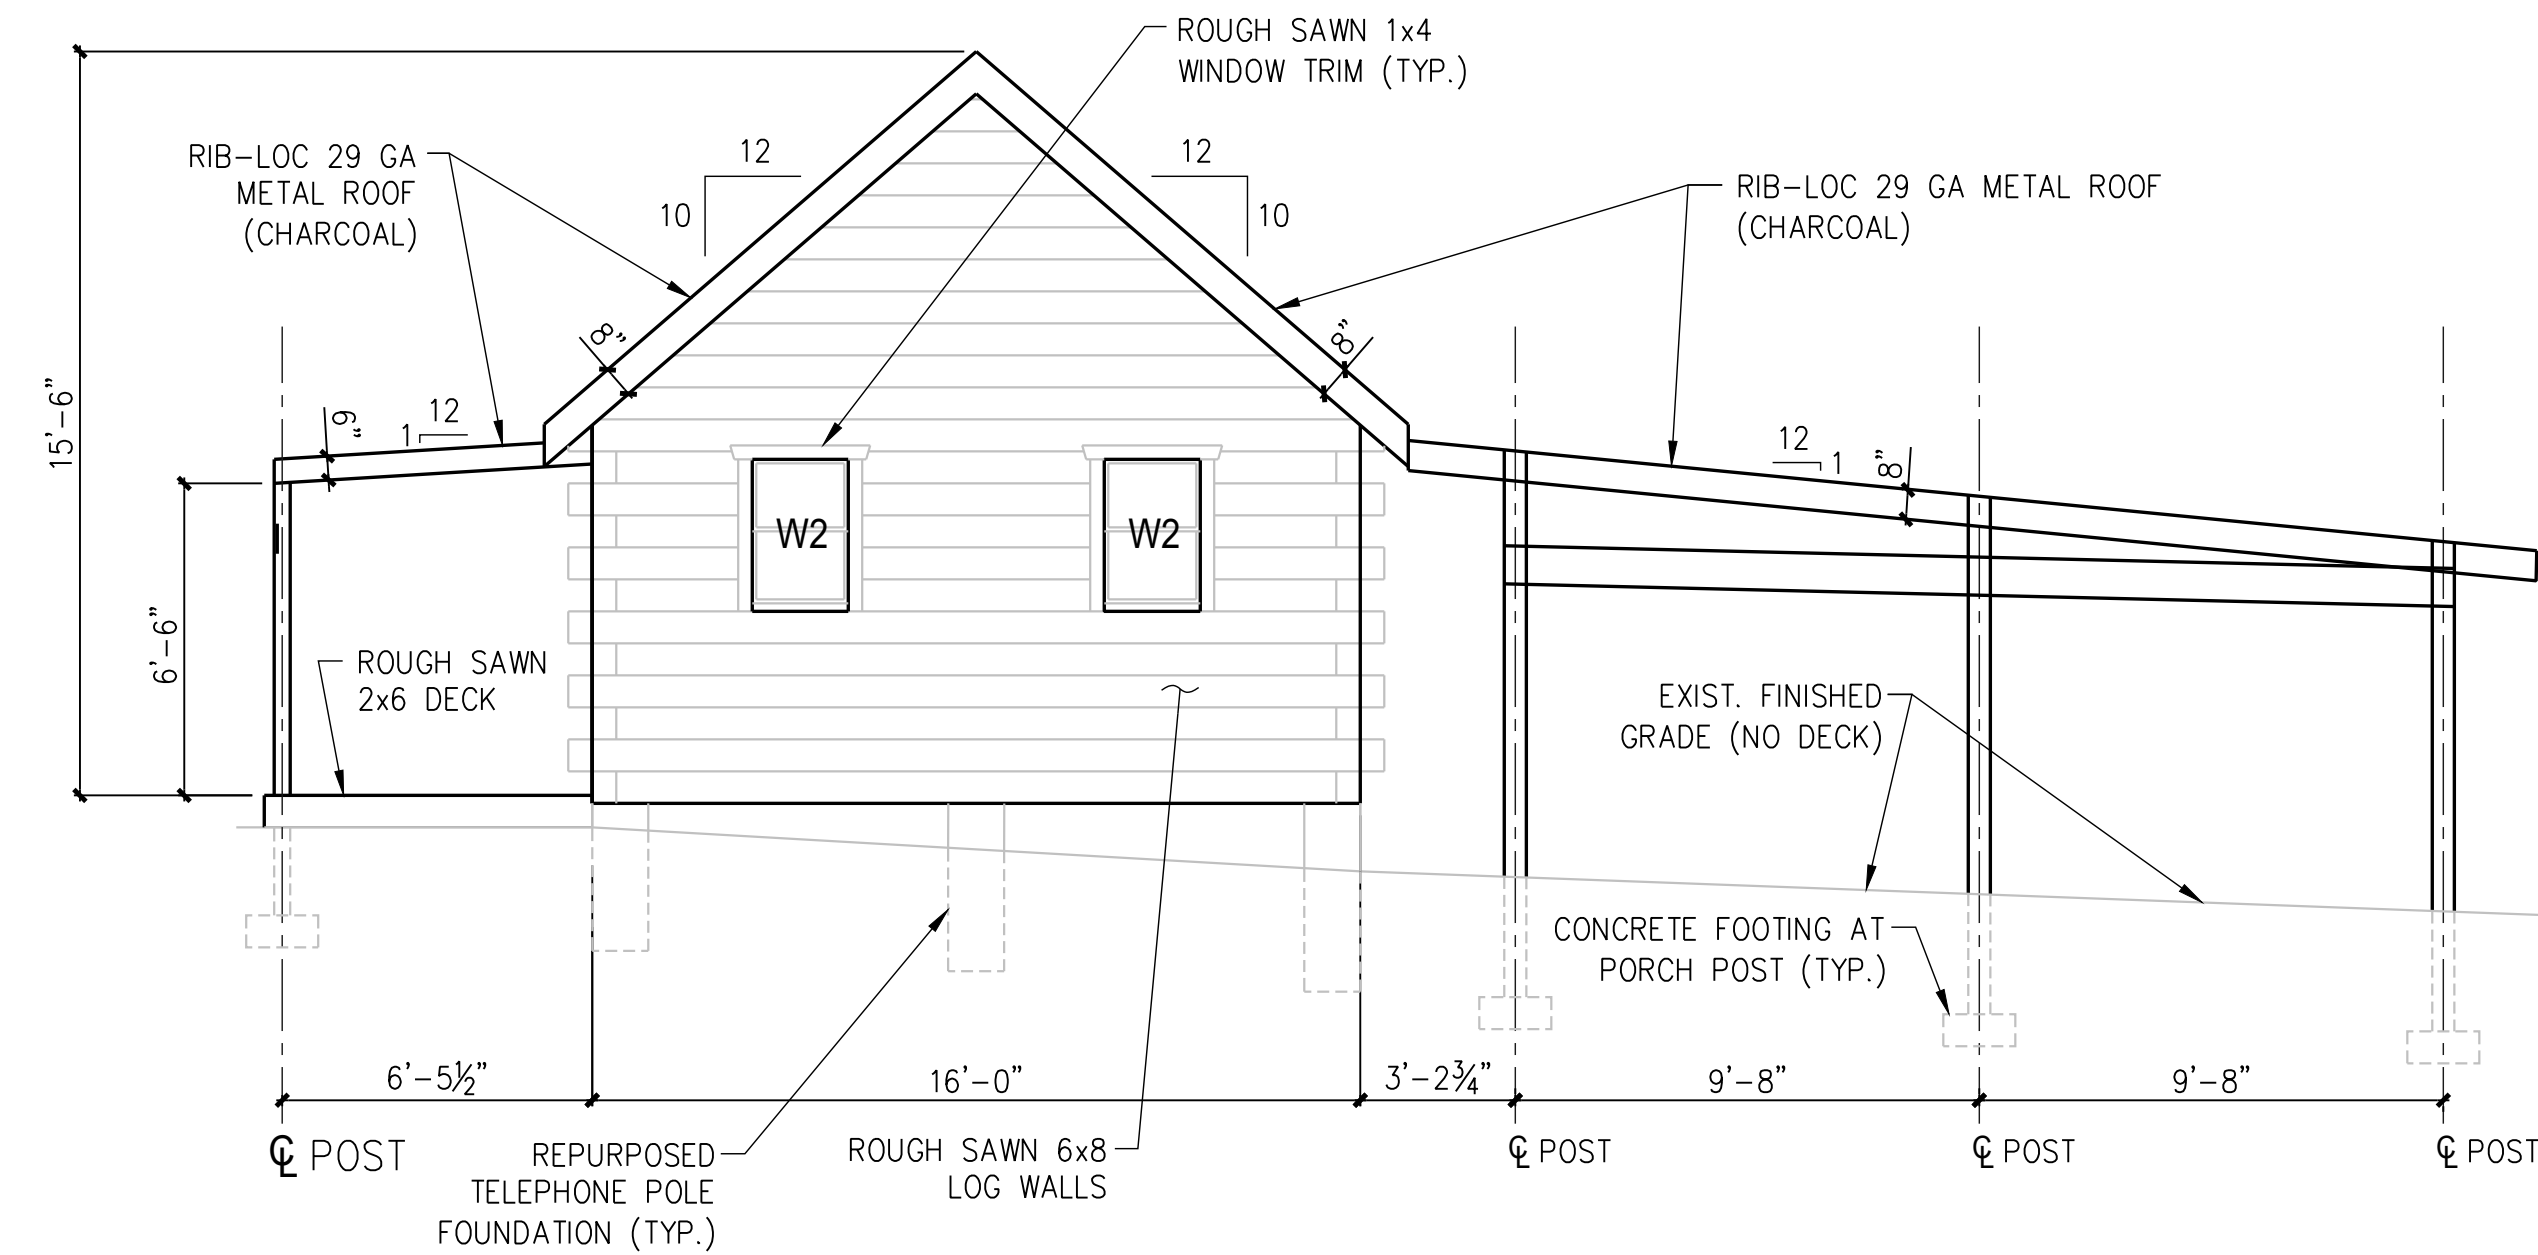 ROUGH SAWN 1x4
WINDOW TRIM (TYP.)
RIB-LOC 29 GA
METAL ROOF
(CHARCOAL)
12
10
12
10
RIB-LOC 29 GA METAL ROOF
(CHARCOAL)
8"
8"
15'-6"
6"
1
12
12
1
8"
W2
W2
6'-6"
ROUGH SAWN
2x6 DECK
EXIST. FINISHED
GRADE (NO DECK)
CONCRETE FOOTING AT
PORCH POST (TYP.)
6'-5½"
16'-0"
3'-2¾"
9'-8"
9'-8"
℄ POST
℄ POST
℄ POST
℄ POST
REPURPOSED
TELEPHONE POLE
FOUNDATION (TYP.)
ROUGH SAWN 6x8
LOG WALLS